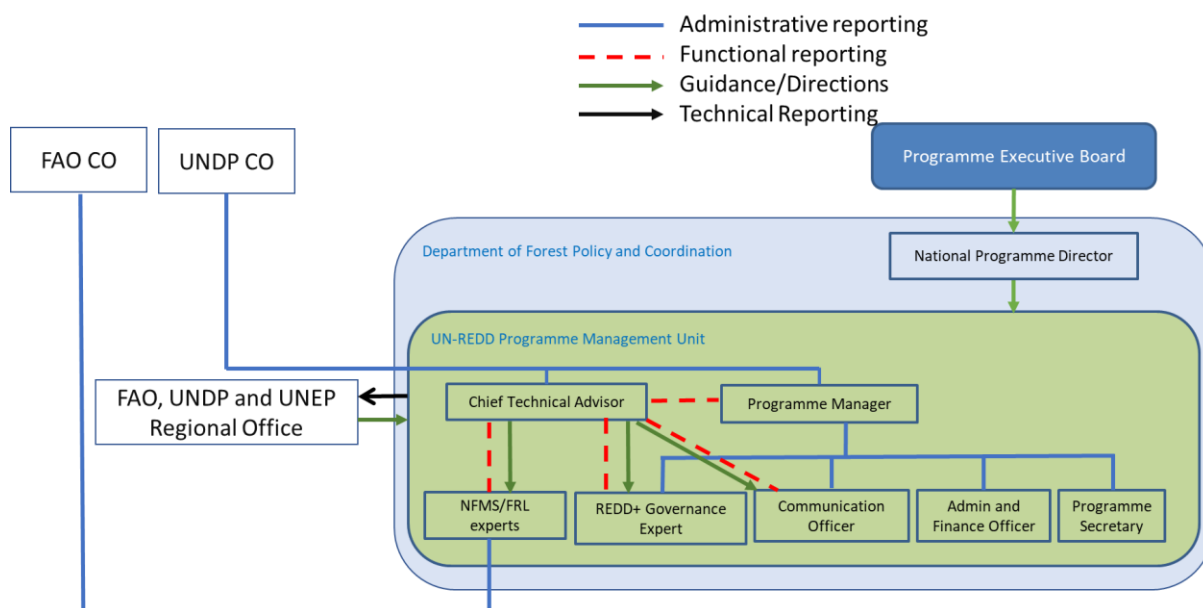 Administrative reporting
Functional reporting
Guidance/Directions
Technical Reporting
FAO CO
UNDP CO
Programme Executive Board
Department of Forest Policy and Coordination
National Programme Director
UN-REDD Programme Management Unit
FAO, UNDP and UNEP
Regional Office
Chief Technical Advisor
Programme Manager
NFMS/FRL
experts
REDD+ Governance
Expert
Communication
Officer
Admin and
Finance Officer
Programme
Secretary